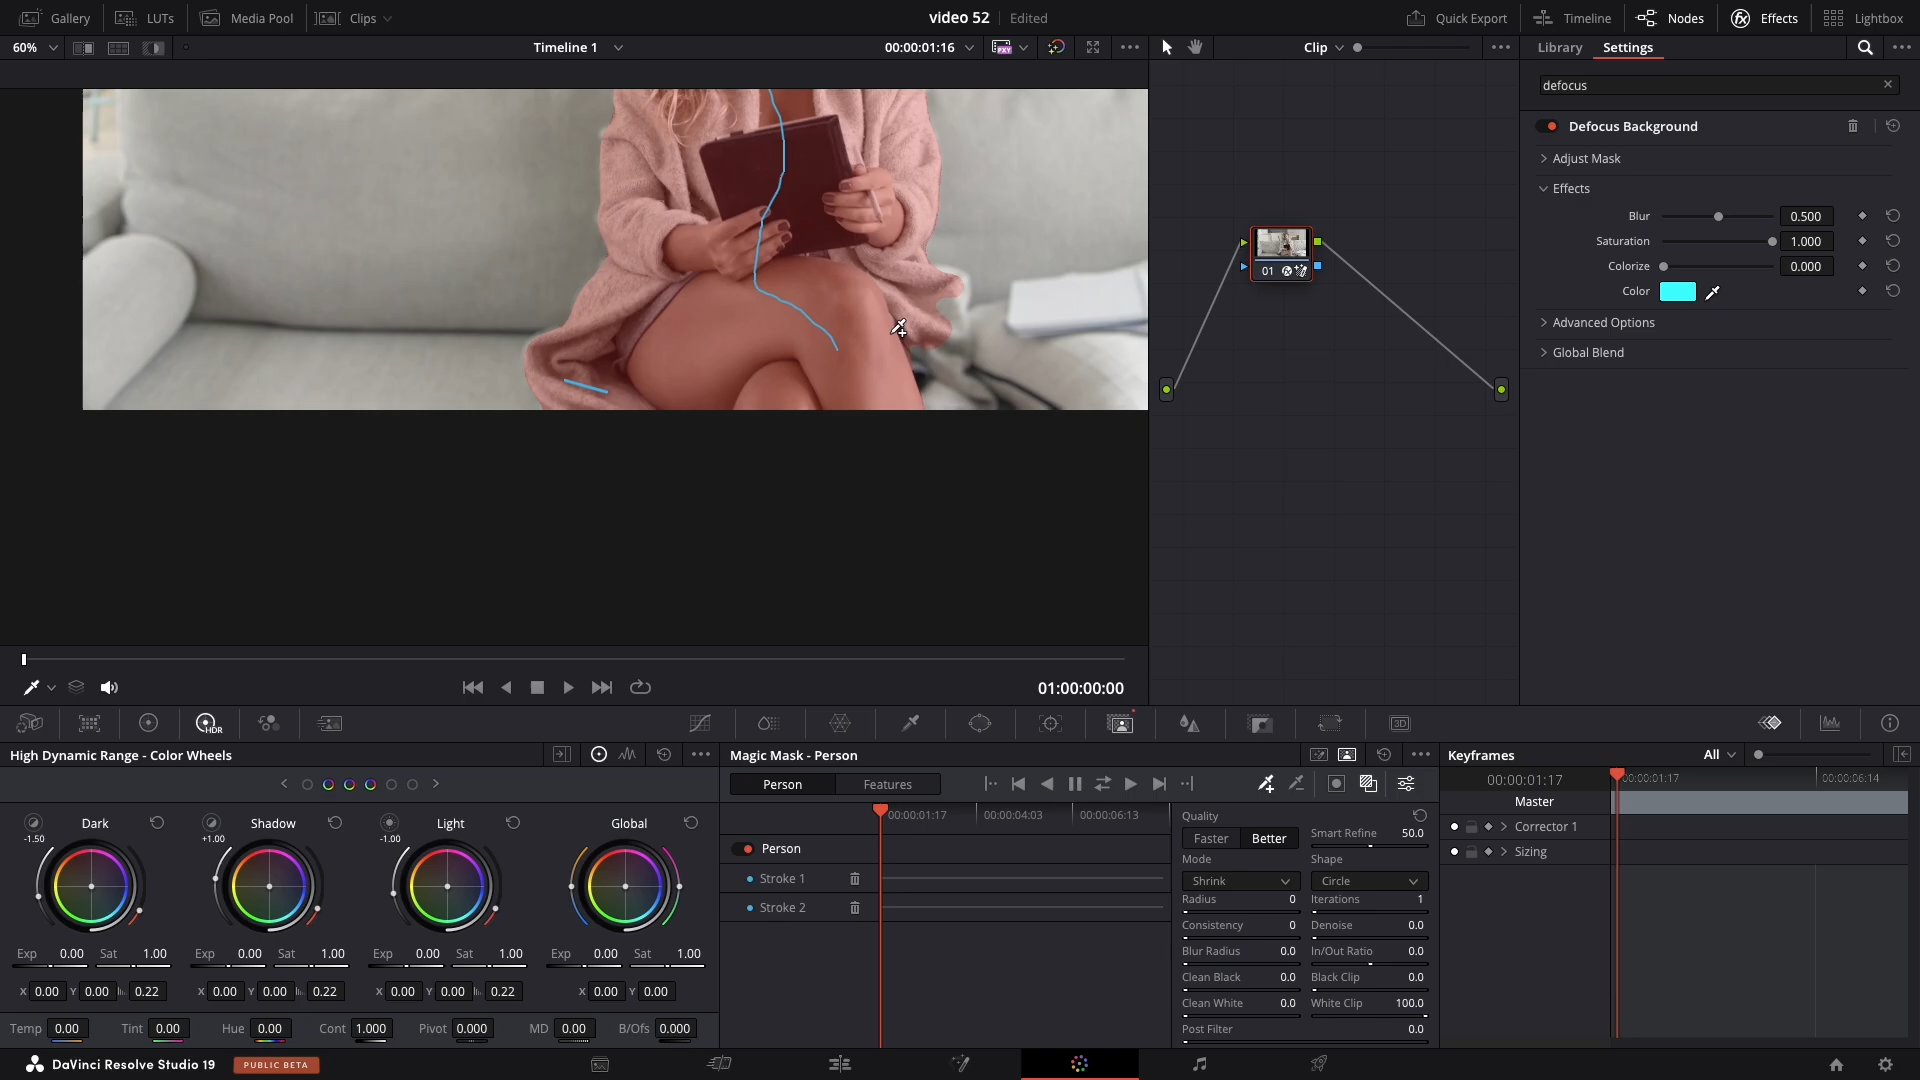 Gallery LUTs Media Pool Clips video 52 Edited Quick Export Timeline Nodes Effects Lightbox
60% Timeline 1 00:00:01:16 PXY Clip Library Settings
defocus
Defocus Background
Adjust Mask
Effects
Blur 0.500
Saturation 1.000
Colorize 0.000
Color
Advanced Options
Global Blend
01
01:00:00:00
HDR 3D
High Dynamic Range - Color Wheels
Dark Shadow Light Global
-1.50 +1.00 -1.00
Exp 0.00 Sat 1.00 Exp 0.00 Sat 1.00 Exp 0.00 Sat 1.00 Exp 0.00 Sat 1.00
X 0.00 Y 0.00 0.22 X 0.00 Y 0.00 0.22 X 0.00 Y 0.00 0.22 X 0.00 Y 0.00
Temp 0.00 Tint 0.00 Hue 0.00 Cont 1.000 Pivot 0.000 MD 0.00 B/Ofs 0.000
Magic Mask - Person
Person Features
00:00:01:17 00:00:04:03 00:00:06:13
Person
Stroke 1
Stroke 2
Quality
Faster Better Smart Refine 50.0
Mode Shape
Shrink Circle
Radius 0 Iterations 1
Consistency 0 Denoise 0.0
Blur Radius 0.0 In/Out Ratio 0.0
Clean Black 0.0 Black Clip 0.0
Clean White 0.0 White Clip 100.0
Post Filter 0.0
Keyframes All
00:00:01:17 00:00:01:17 00:00:06:14
Master
Corrector 1
Sizing
DaVinci Resolve Studio 19 PUBLIC BETA